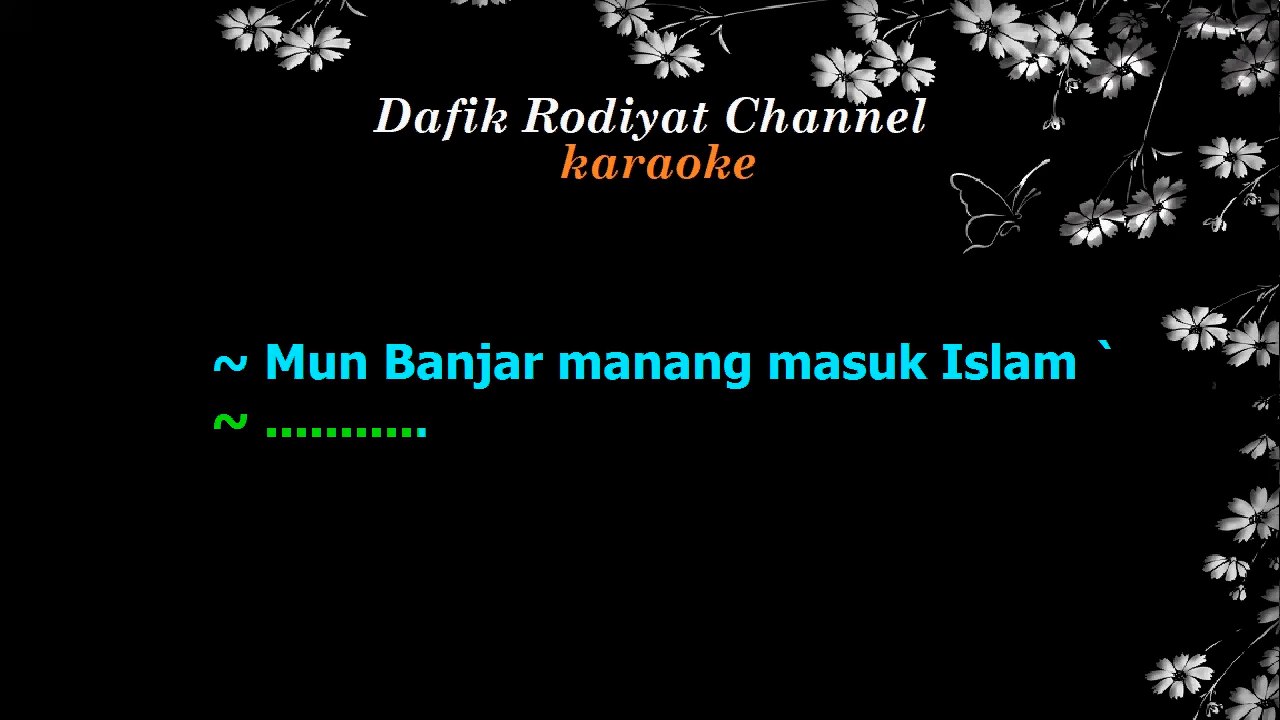 Dafik Rodiyat Channel
karaoke
~ Mun Banjar manang masuk Islam `
~ ...........